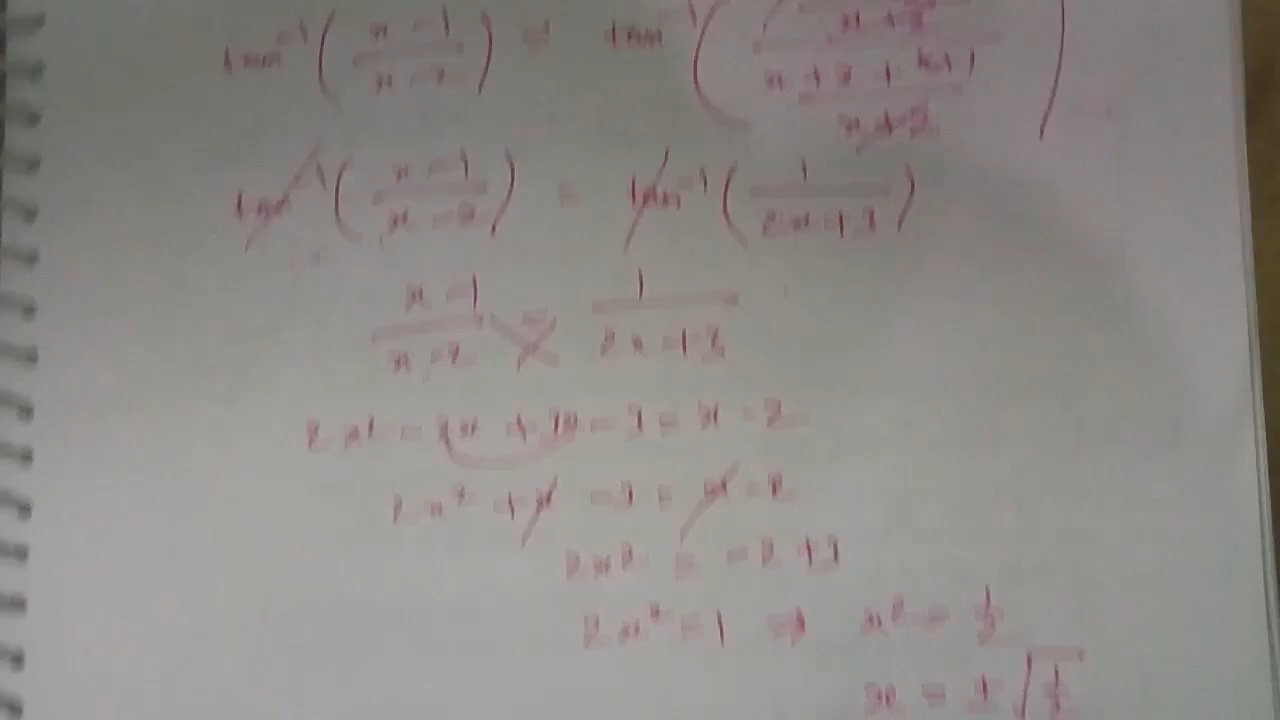 tan⁻¹ ( x - 1 / x - 2 ) = tan⁻¹ ( x + 2 / x + 2 + x + 1 / x + 2 )
tan⁻¹ ( x - 1 / x - 2 ) = tan⁻¹ ( 1 / 2x + 3 )
x - 1 / x - 2 = 1 / 2x + 3
2x² - 2x + 3x - 3 = x - 2
2x² + x - 3 = x - 2
2x² = -2 + 3
2x² = 1 ⇒ x² = 1/2
x = ± √1/2